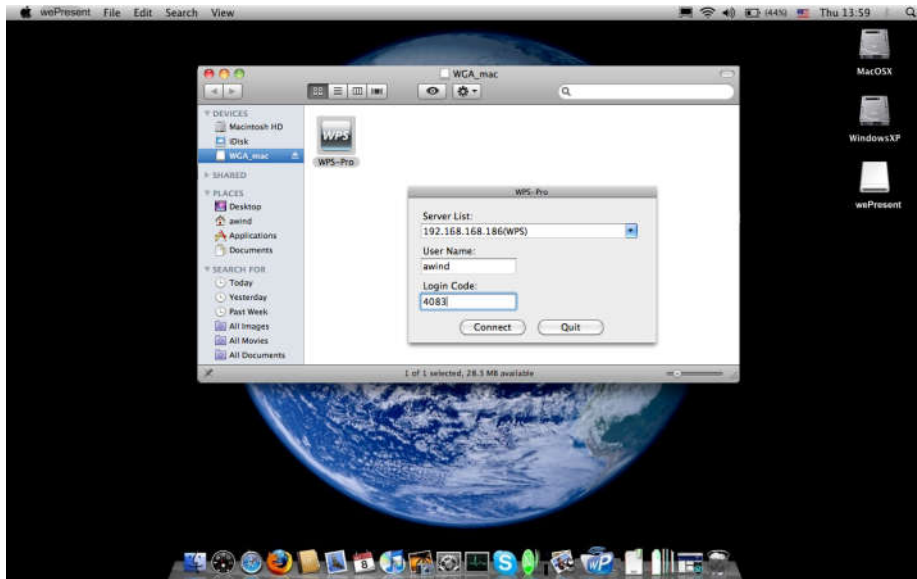 wePresent File Edit Search View (44%) Thu 13:59
MacOSX
WindowsXP
wePresent
WGA_mac
DEVICES
Macintosh HD
iDisk
WGA_mac
SHARED
PLACES
Desktop
awind
Applications
Documents
SEARCH FOR
Today
Yesterday
Past Week
All Images
All Movies
All Documents
WPS
WPS-Pro
WPS-Pro
Server List:
192.168.168.186(WPS)
User Name:
awind
Login Code:
4083
Connect Quit
1 of 1 selected, 28.3 MB available
8
S
wP